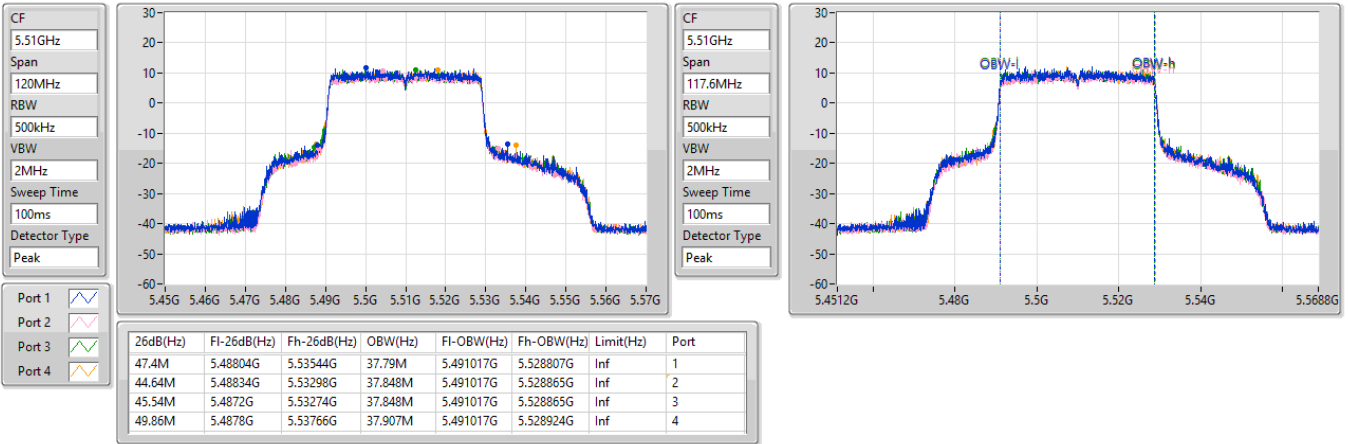 CF
5.51GHz
Span
120MHz
RBW
500kHz
VBW
2MHz
Sweep Time
100ms
Detector Type
Peak
30
20
10
0
-10
-20
-30
-40
-50
-60
5.45G 5.46G 5.47G 5.48G 5.49G 5.5G 5.51G 5.52G 5.53G 5.54G 5.55G 5.56G 5.57G
CF
5.51GHz
Span
117.6MHz
RBW
500kHz
VBW
2MHz
Sweep Time
100ms
Detector Type
Peak
30
20
10
0
-10
-20
-30
-40
-50
-60
OBW-l OBW-h
5.4512G 5.48G 5.5G 5.52G 5.54G 5.5688G
Port 1
Port 2
Port 3
Port 4
26dB(Hz) Fl-26dB(Hz) Fh-26dB(Hz) OBW(Hz) Fl-OBW(Hz) Fh-OBW(Hz) Limit(Hz) Port
47.4M 5.48804G 5.53544G 37.79M 5.491017G 5.528807G Inf 1
44.64M 5.48834G 5.53298G 37.848M 5.491017G 5.528865G Inf 2
45.54M 5.4872G 5.53274G 37.848M 5.491017G 5.528865G Inf 3
49.86M 5.4878G 5.53766G 37.907M 5.491017G 5.528924G Inf 4